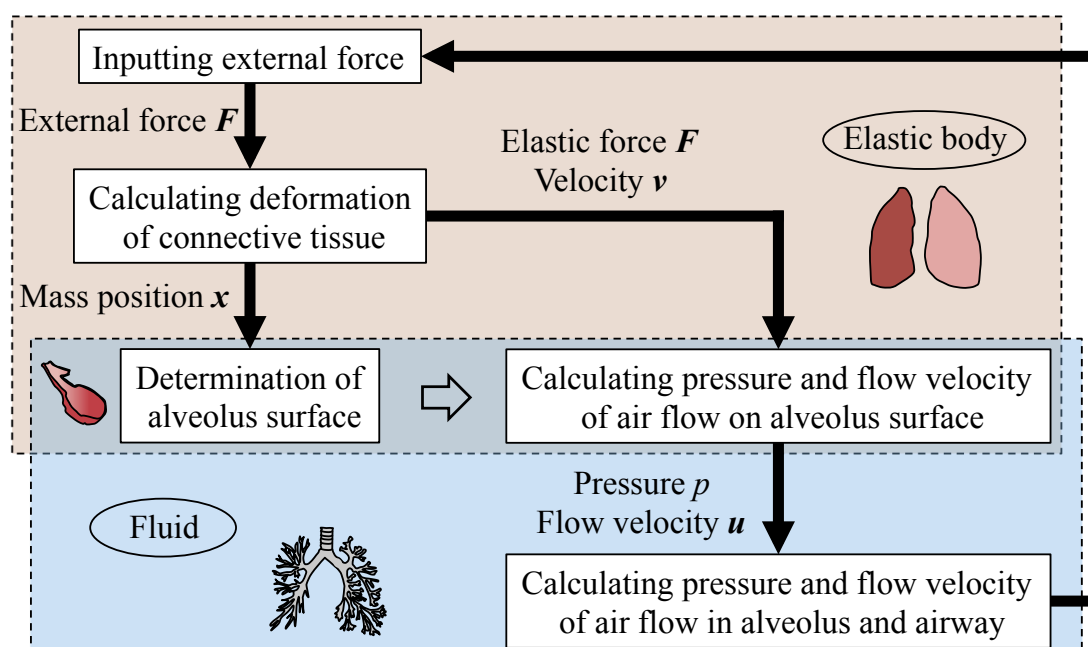 Inputting external force
External force F
Elastic force F
Velocity v
Elastic body
Calculating deformation
of connective tissue
Mass position x
Determination of
alveolus surface
Calculating pressure and flow velocity
of air flow on alveolus surface
Pressure p
Flow velocity u
Fluid
Calculating pressure and flow velocity
of air flow in alveolus and airway